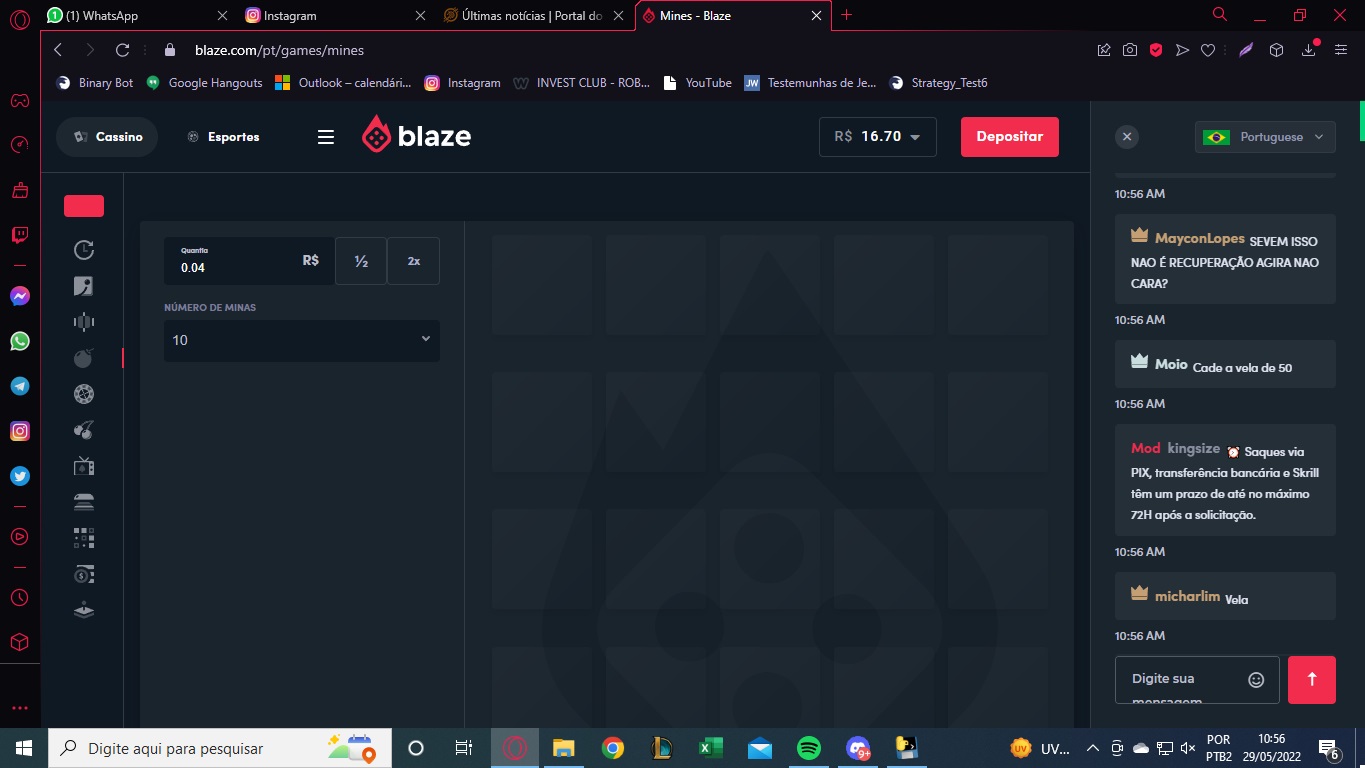 (1) WhatsApp
Instagram
Últimas notícias | Portal do
Mines - Blaze
blaze.com/pt/games/mines
Binary Bot
Google Hangouts
Outlook – calendári...
Instagram
INVEST CLUB - ROB...
YouTube
JW
Testemunhas de Je...
Strategy_Test6
Cassino
Esportes
blaze
R$ 16.70
Depositar
Portuguese
Quantia
0.04
R$
½
2x
NÚMERO DE MINAS
10
10:56 AM
MayconLopes SEVEM ISSO
NAO É RECUPERAÇÃO AGIRA NAO
CARA?
10:56 AM
Moio Cade a vela de 50
10:56 AM
Mod kingsize ⏰ Saques via
PIX, transferência bancária e Skrill
têm um prazo de até no máximo
72H após a solicitação.
10:56 AM
micharlim Vela
10:56 AM
Digite sua
mensagem
Digite aqui para pesquisar
9+
UV
UV...
POR
PTB2
10:56
29/05/2022
6